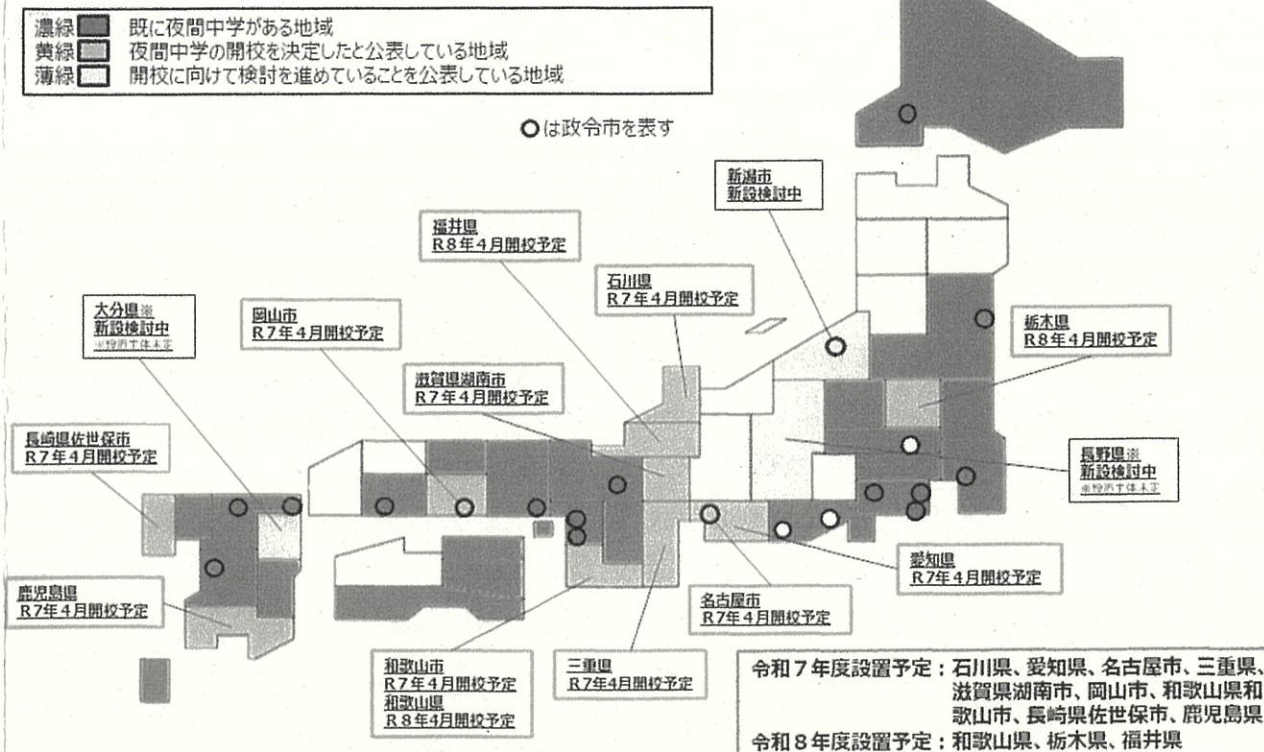 濃緑 既に夜間中学がある地域
黄緑 夜間中学の開校を決定したと公表している地域
薄緑 開校に向けて検討を進めていることを公表している地域
○は政令市を表す
新潟市
新設検討中
福井県
R8年4月開校予定
石川県
R7年4月開校予定
大分県※
新設検討中
※設置主体未定
岡山市
R7年4月開校予定
栃木県
R8年4月開校予定
滋賀県湖南市
R7年4月開校予定
長崎県佐世保市
R7年4月開校予定
長野県※
新設検討中
※設置主体未定
愛知県
R7年4月開校予定
鹿児島県
R7年4月開校予定
名古屋市
R7年4月開校予定
和歌山市
R7年4月開校予定
和歌山県
R8年4月開校予定
三重県
R7年4月開校予定
令和7年度設置予定:石川県、愛知県、名古屋市、三重県、
滋賀県湖南市、岡山市、和歌山県和
歌山市、長崎県佐世保市、鹿児島県
令和8年度設置予定:和歌山県、栃木県、福井県